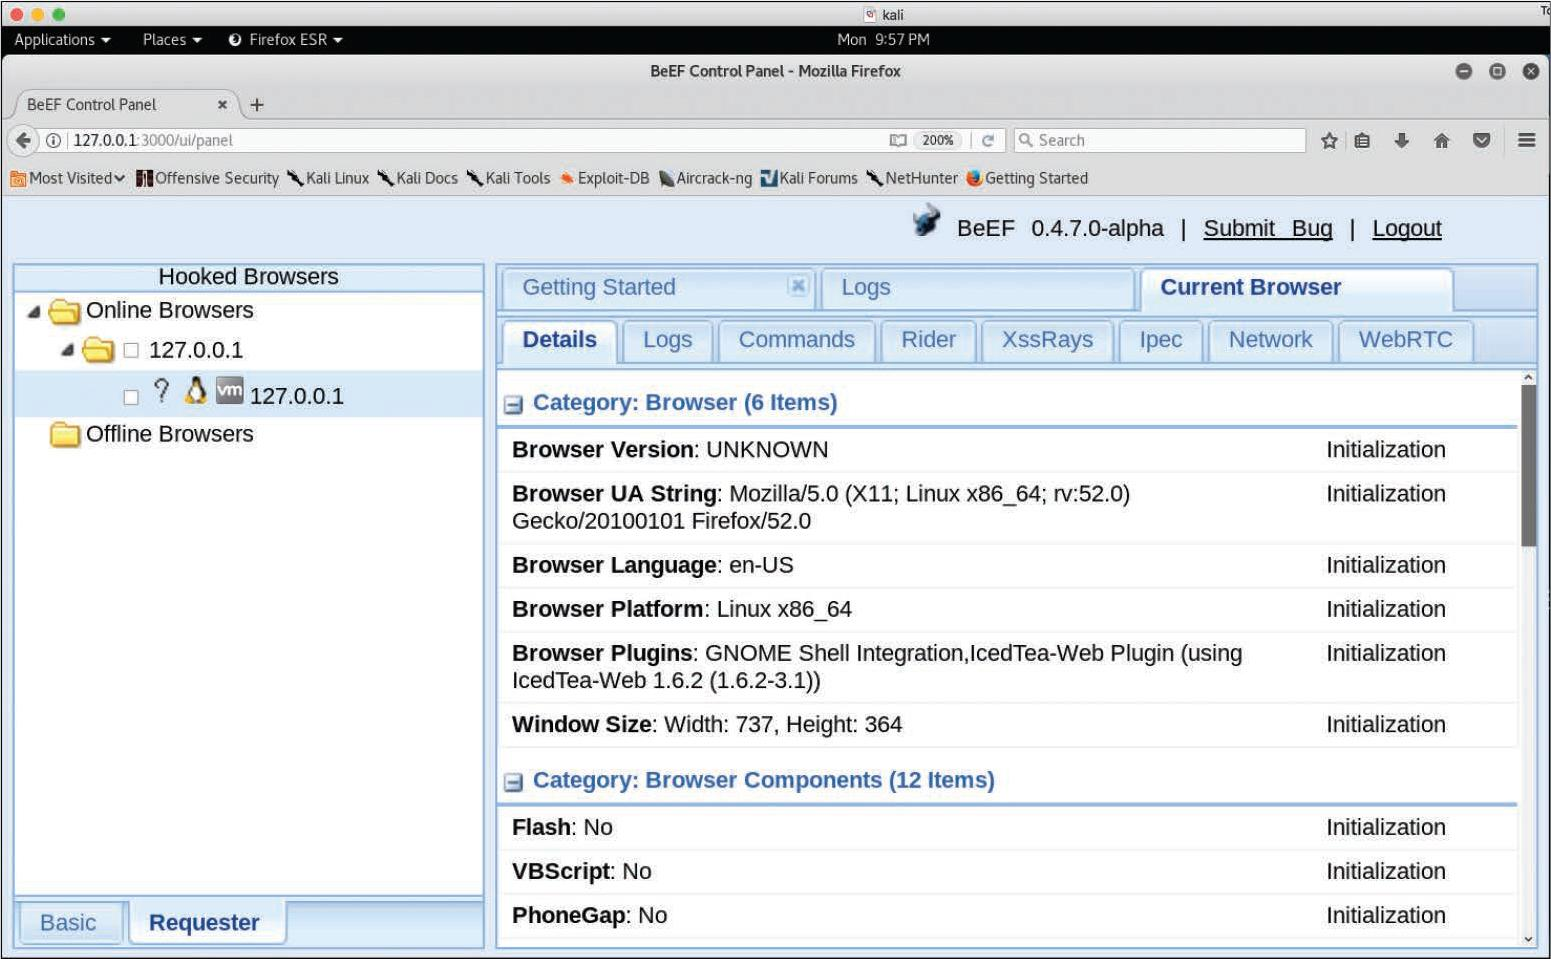 kali
To
Applications Places Firefox ESR Mon 9:57 PM
BeEF Control Panel - Mozilla Firefox
BeEF Control Panel
127.0.0.1:3000/ui/panel 200% Search
Most Visited Offensive Security Kali Linux Kali Docs Kali Tools Exploit-DB Aircrack-ng Kali Forums NetHunter Getting Started
BeEF 0.4.7.0-alpha | Submit Bug | Logout
Hooked Browsers
Online Browsers
127.0.0.1
? vm 127.0.0.1
Offline Browsers
Basic Requester
Getting Started Logs Current Browser
Details Logs Commands Rider XssRays Ipec Network WebRTC
Category: Browser (6 Items)
Browser Version: UNKNOWN Initialization
Browser UA String: Mozilla/5.0 (X11; Linux x86_64; rv:52.0) Initialization
Gecko/20100101 Firefox/52.0
Browser Language: en-US Initialization
Browser Platform: Linux x86_64 Initialization
Browser Plugins: GNOME Shell Integration,IcedTea-Web Plugin (using Initialization
IcedTea-Web 1.6.2 (1.6.2-3.1))
Window Size: Width: 737, Height: 364 Initialization
Category: Browser Components (12 Items)
Flash: No Initialization
VBScript: No Initialization
PhoneGap: No Initialization